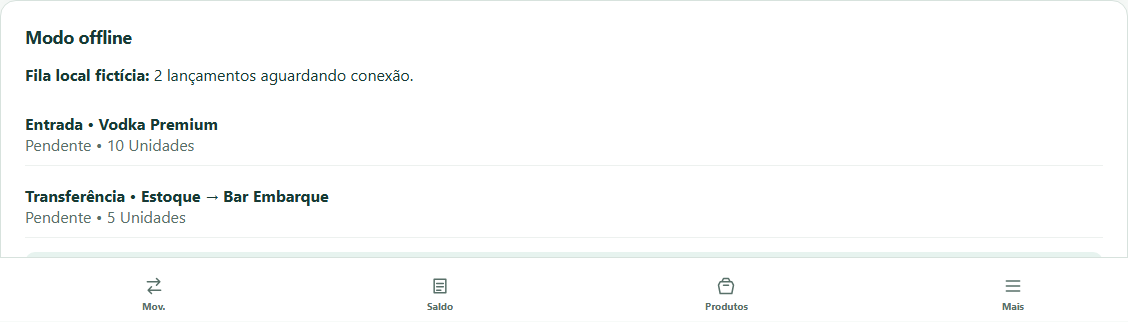 Modo offline
Fila local fictícia: 2 lançamentos aguardando conexão.
Entrada • Vodka Premium
Pendente • 10 Unidades
Transferência • Estoque → Bar Embarque
Pendente • 5 Unidades
Mov.
Saldo
Produtos
Mais